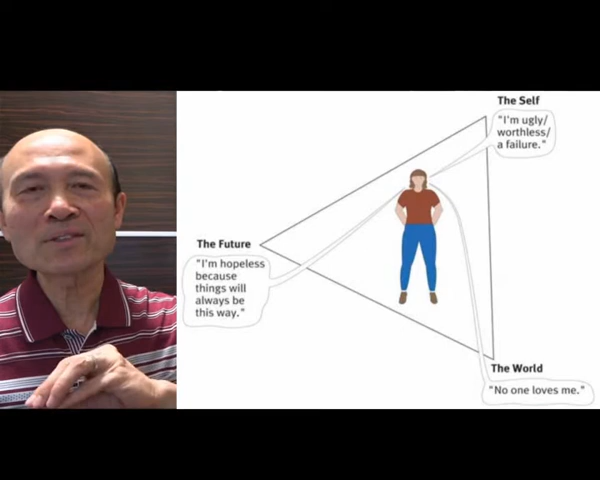 The Self
"I'm ugly/
worthless/
a failure."
The Future
"I'm hopeless
because
things will
always be
this way."
The World
"No one loves me."